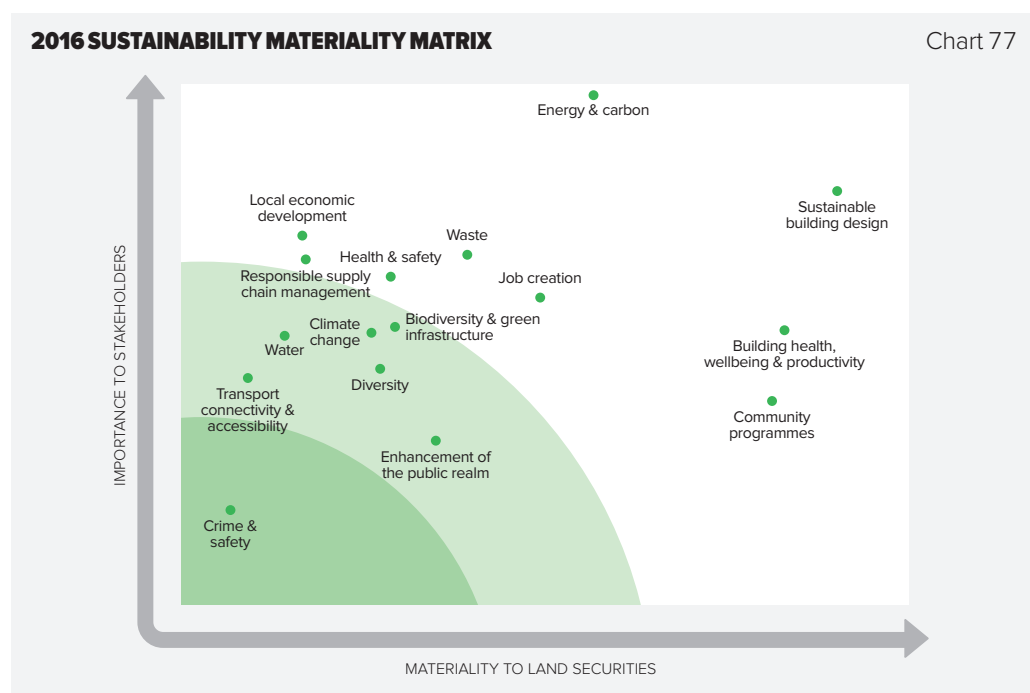 2016 SUSTAINABILITY MATERIALITY MATRIX
Chart 77
Energy & carbon
Sustainable
building design
Local economic
development
Waste
Health & safety
Responsible supply
chain management
Job creation
Biodiversity & green
infrastructure
Climate
change
Water
Building health,
wellbeing & productivity
Diversity
Transport
connectivity &
accessibility
Community
programmes
Enhancement of
the public realm
Crime &
safety
IMPORTANCE TO STAKEHOLDERS
MATERIALITY TO LAND SECURITIES